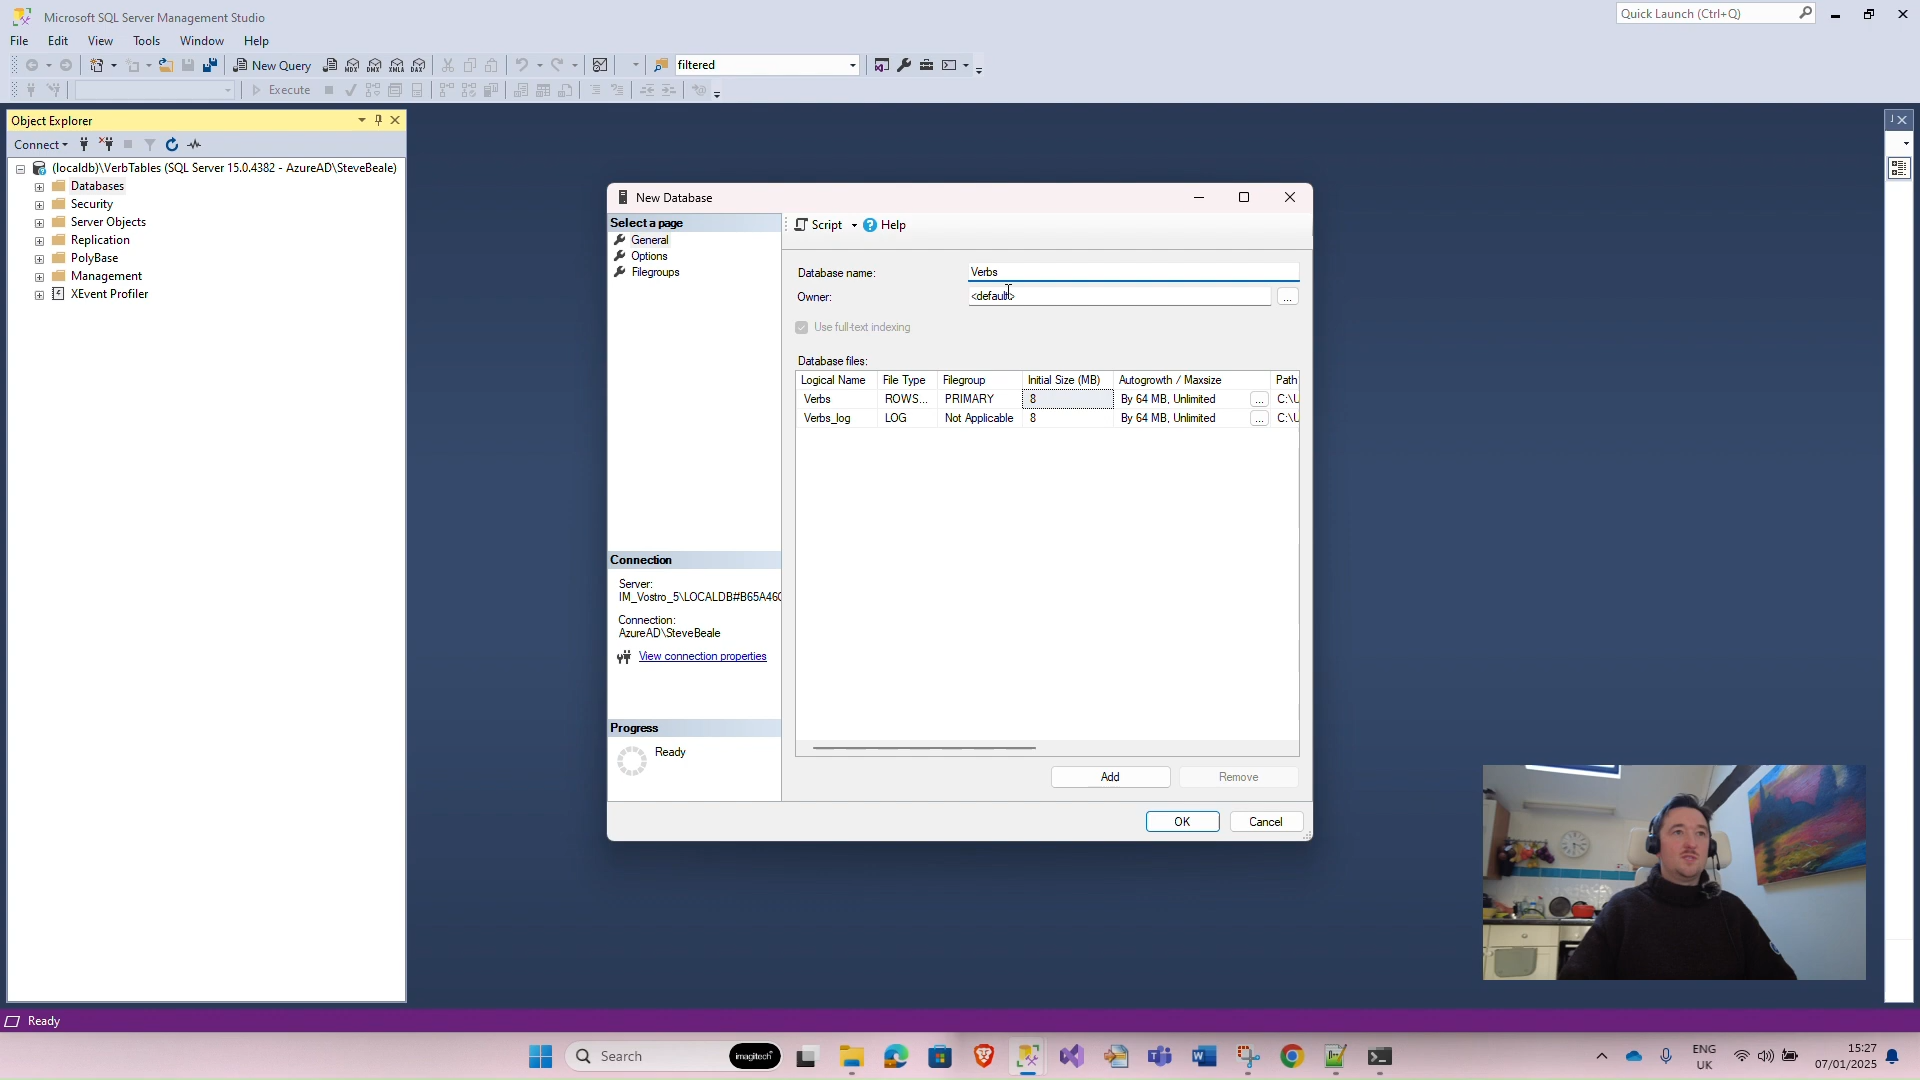 Microsoft SQL Server Management Studio
Quick Launch (Ctrl+Q)
File Edit View Tools Window Help
New Query
MDX DMX XMLA DAX
filtered
Execute
Object Explorer
Connect
(localdb)\VerbTables (SQL Server 15.0.4382 - AzureAD\SteveBeale)
Databases
Security
Server Objects
Replication
PolyBase
Management
XEvent Profiler
New Database
Select a page
General
Options
Filegroups
Script Help
Database name: Verbs
Owner: <default>
...
Use full-text indexing
Database files:
Logical Name File Type Filegroup Initial Size (MB) Autogrowth / Maxsize Path
Verbs ROWS... PRIMARY 8 By 64 MB, Unlimited ... C:\U
Verbs_log LOG Not Applicable 8 By 64 MB, Unlimited ... C:\U
Connection
Server:
IM_Vostro_5\LOCALDB#B65A46
Connection:
AzureAD\SteveBeale
View connection properties
Progress
Ready
Add Remove
OK Cancel
Ready
Search imagitech
ENG
UK
15:27
07/01/2025